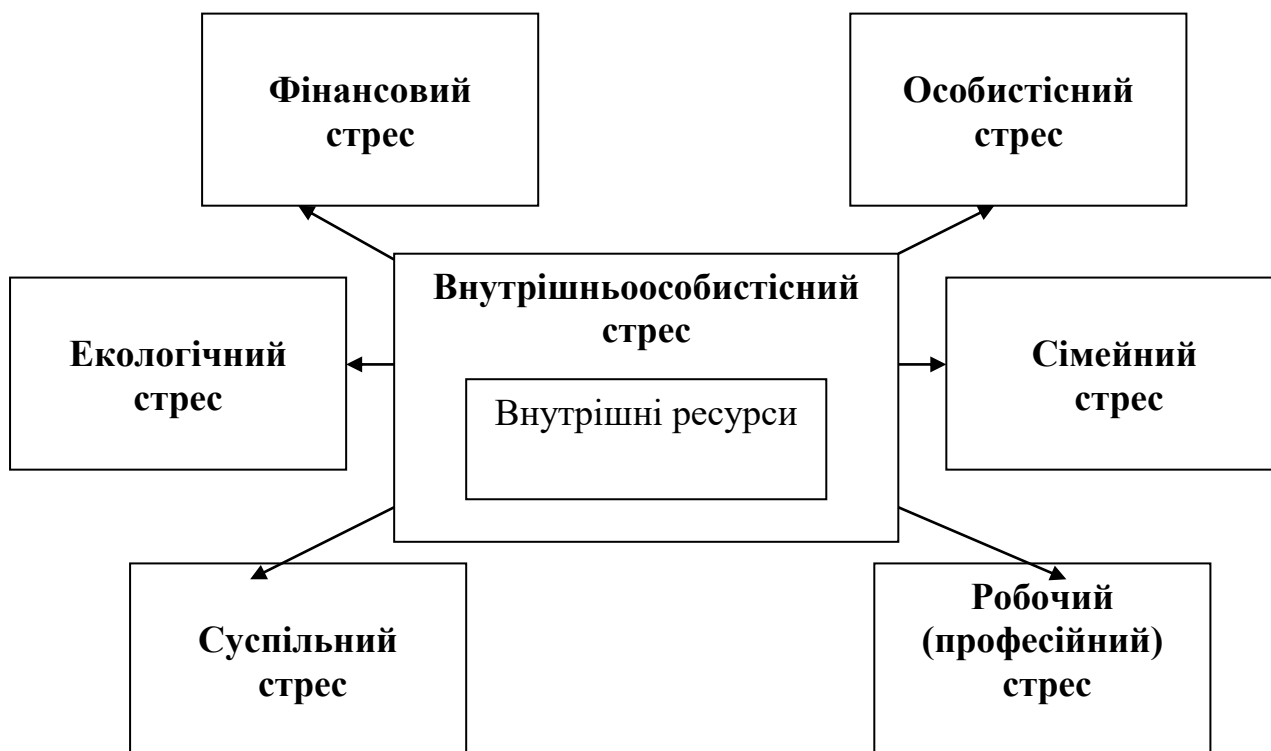 Фінансовий
стрес
Особистісний
стрес
Внутрішньоособистісний
стрес
Екологічний
стрес
Внутрішні ресурси
Сімейний
стрес
Суспільний
стрес
Робочий
(професійний)
стрес